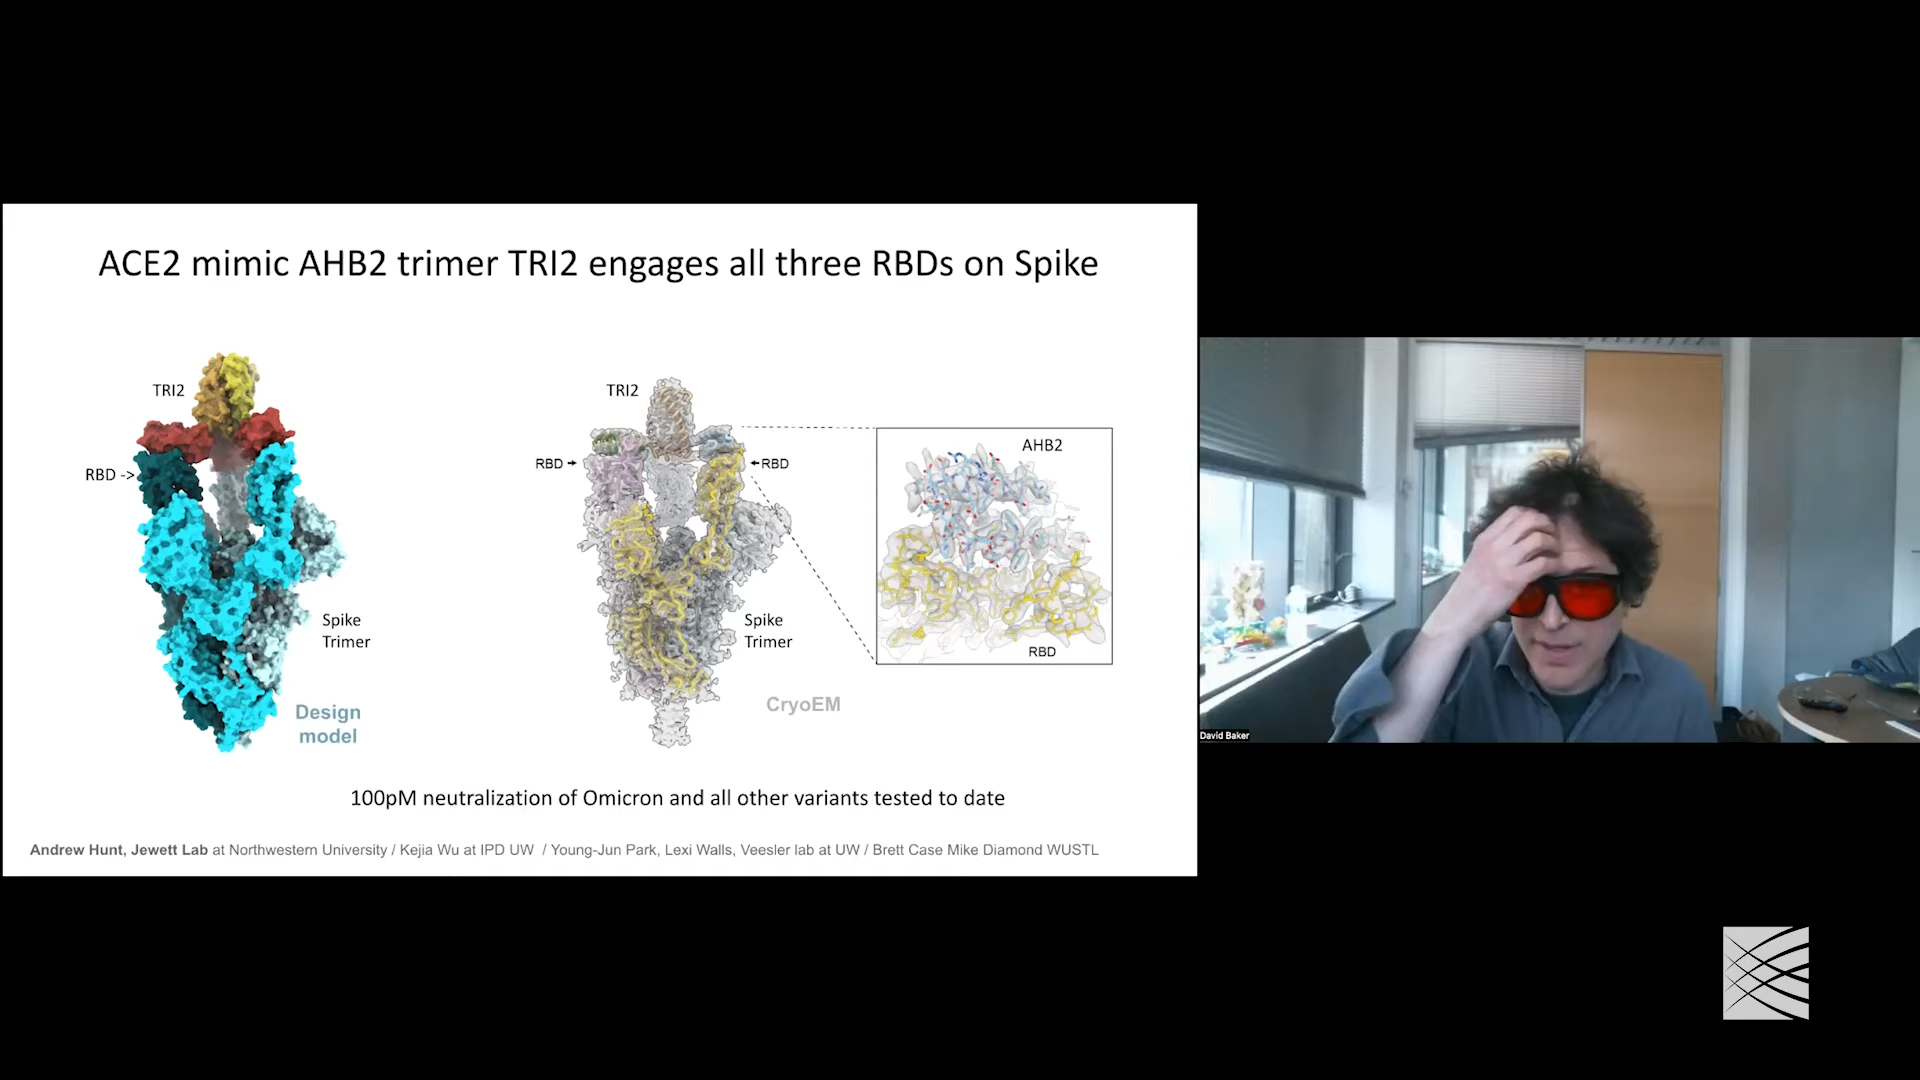 ACE2 mimic AHB2 trimer TRI2 engages all three RBDs on Spike
TRI2
RBD ->
Spike
Trimer
Design
model
TRI2
RBD
RBD
Spike
Trimer
CryoEM
AHB2
RBD
100pM neutralization of Omicron and all other variants tested to date
Andrew Hunt, Jewett Lab at Northwestern University / Kejia Wu at IPD UW / Young-Jun Park, Lexi Walls, Veesler lab at UW / Brett Case Mike Diamond WUSTL
David Baker